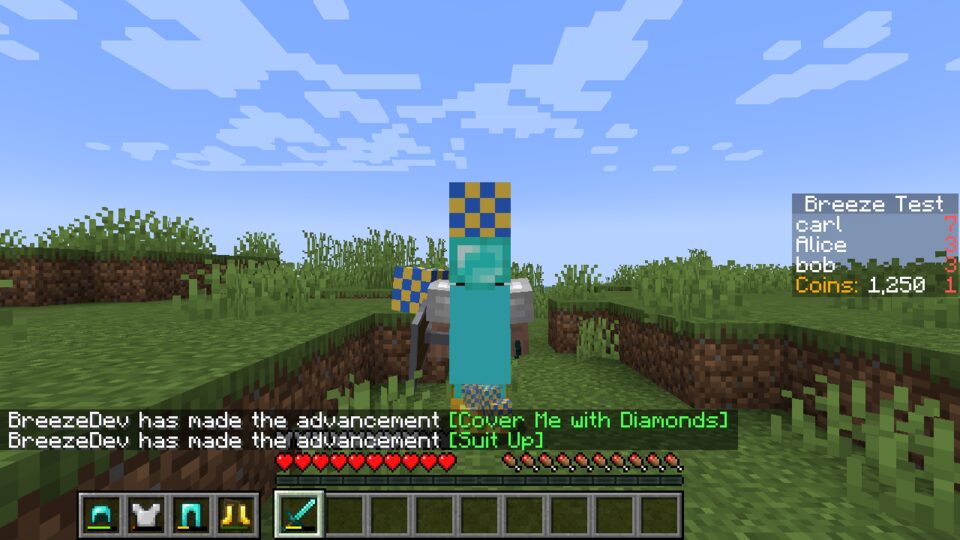 Breeze Test
carl 7
Alice 3
bob 3
Coins: 1,250 1
BreezeDev has made the advancement [Cover Me with Diamonds]
BreezeDev has made the advancement [Suit Up]